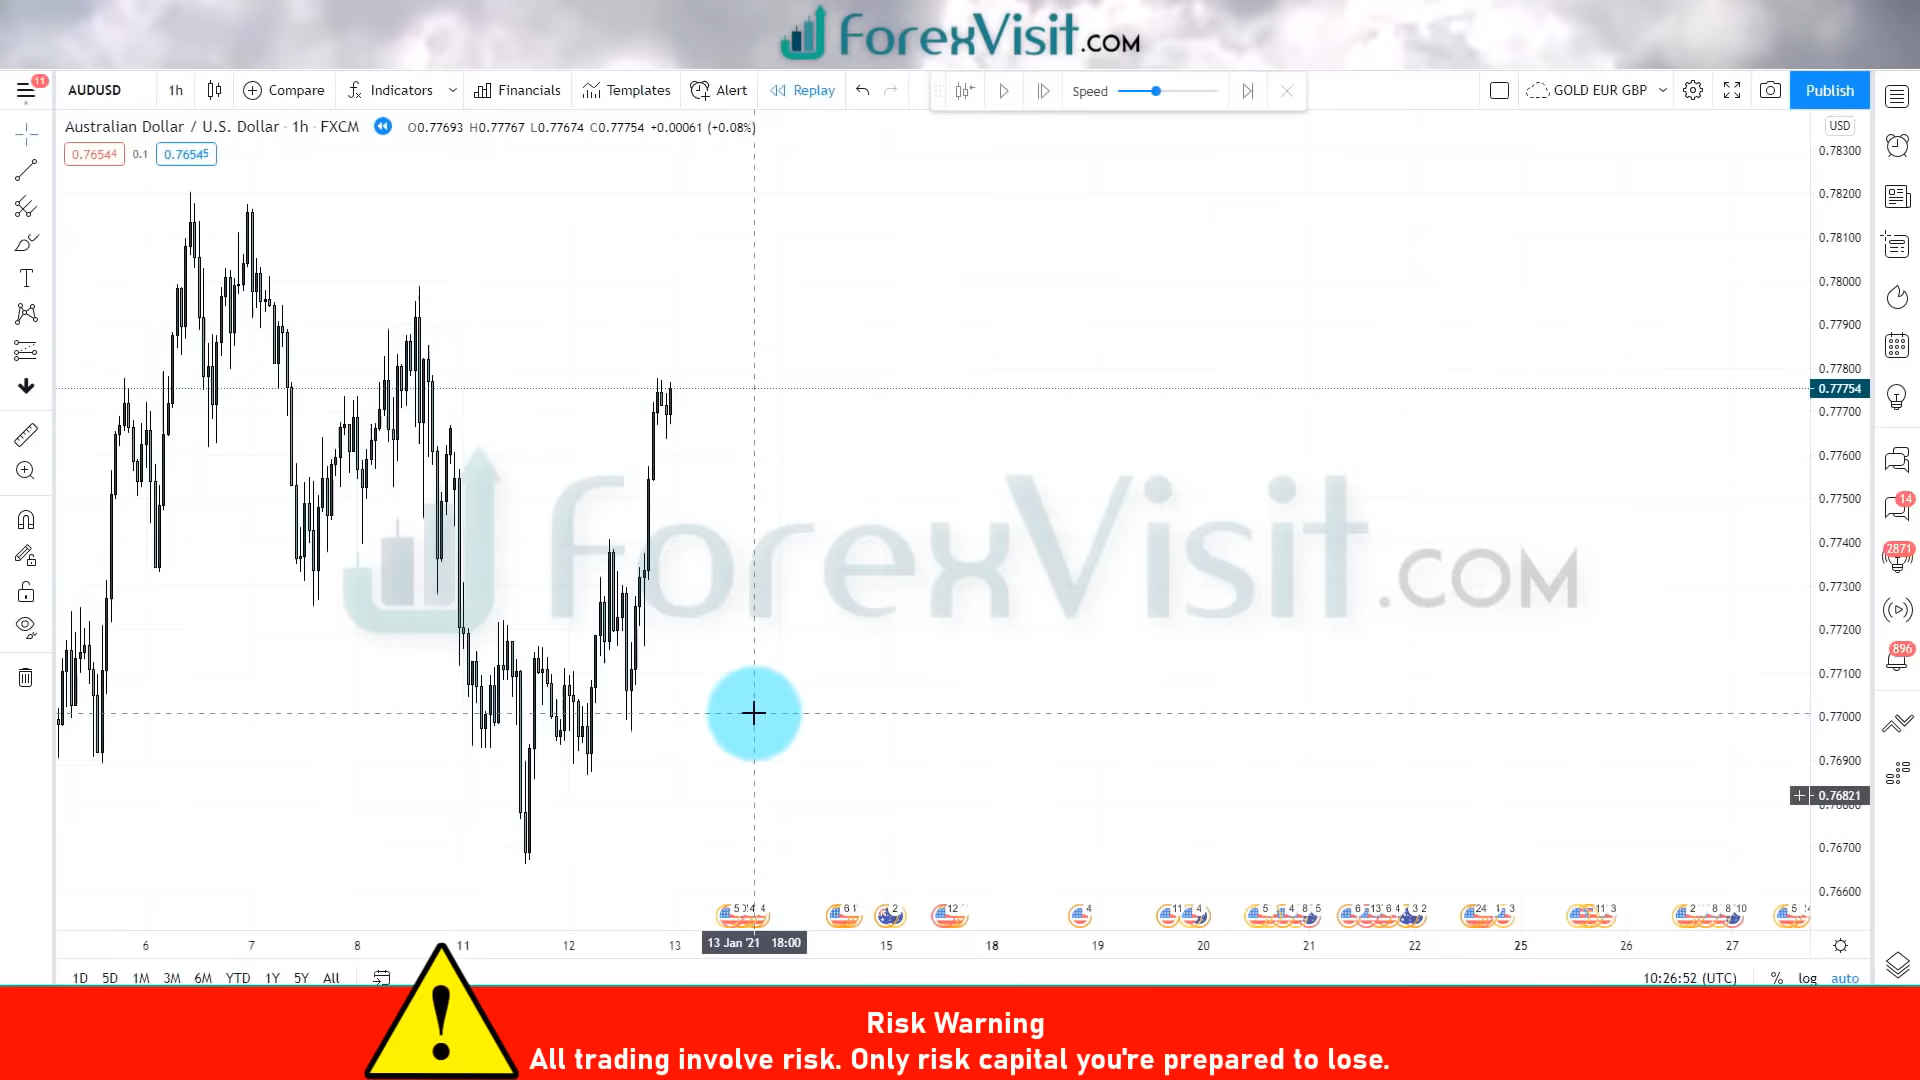 ForexVisit.COM
11
AUDUSD
1h
Compare
Indicators
Financials
Templates
Alert
Replay
Speed
GOLD EUR GBP
Publish
Australian Dollar / U.S. Dollar · 1h · FXCM
O0.77693 H0.77767 L0.77674 C0.77754 +0.00061 (+0.08%)
0.76544
0.1
0.76545
USD
0.78300
0.78200
0.78100
0.78000
0.77900
0.77800
0.77754
0.77700
0.77600
0.77500
0.77400
0.77300
0.77200
0.77100
0.77000
0.76900
0.76821
0.76700
0.76600
14
2871
896
ForexVisit.COM
6 7 8 11 12 13 15 18 19 20 21 22 25 26 27
13 Jan '21 18:00
1D 5D 1M 3M 6M YTD 1Y 5Y All
10:26:52 (UTC)
%
log
auto
Risk Warning
All trading involve risk. Only risk capital you're prepared to lose.